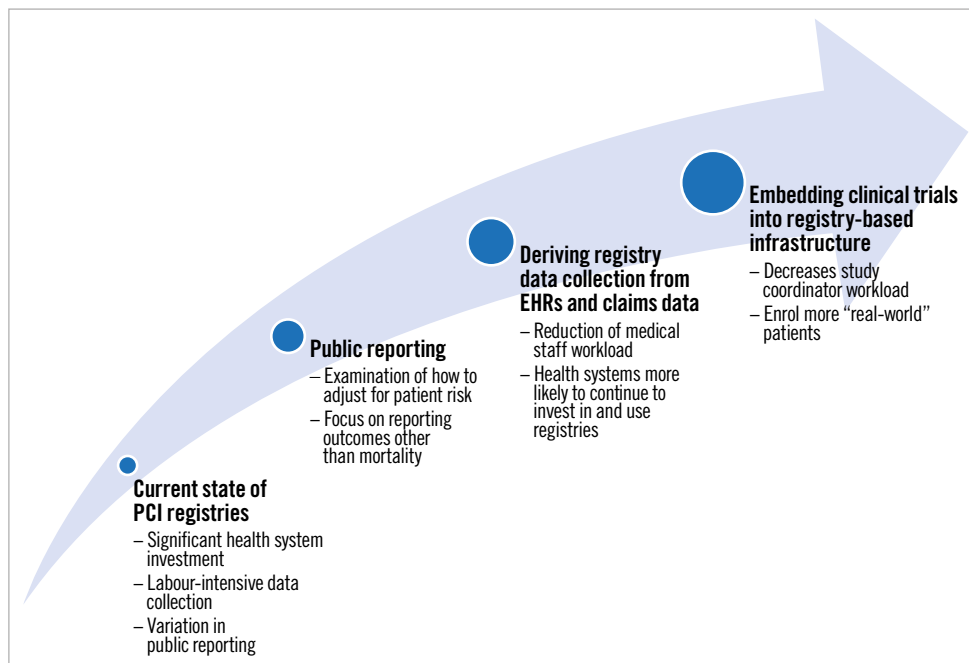 Current state of
PCI registries
– Significant health system
investment
– Labour-intensive data
collection
– Variation in
public reporting
Public reporting
– Examination of how to
adjust for patient risk
– Focus on reporting
outcomes other
than mortality
Deriving registry
data collection from
EHRs and claims data
– Reduction of medical
staff workload
– Health systems more
likely to continue to
invest in and use
registries
Embedding clinical trials
into registry-based
infrastructure
– Decreases study
coordinator workload
– Enrol more “real-world”
patients